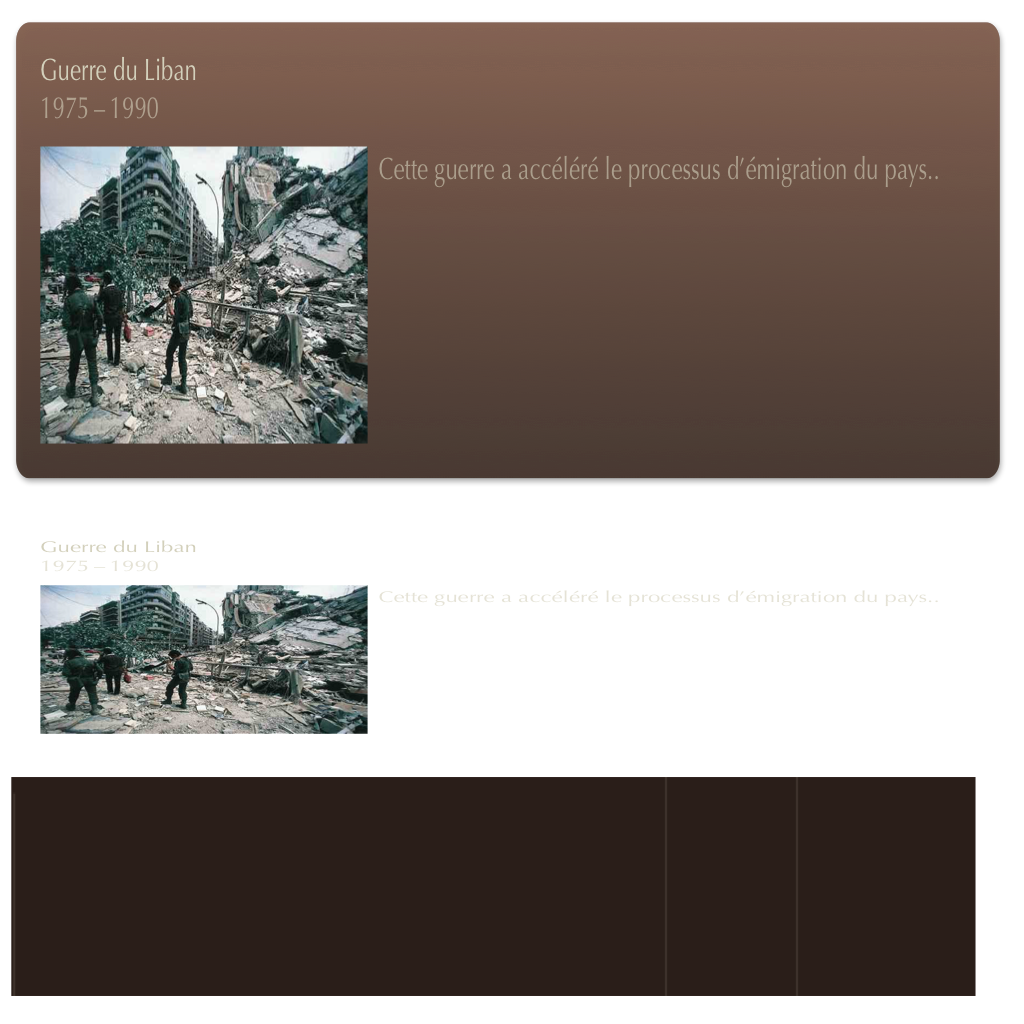 Guerre du Liban
1975 – 1990
Cette guerre a accéléré le processus d’émigration du pays..
Guerre du Liban
1975 – 1990
Cette guerre a accéléré le processus d’émigration du pays..